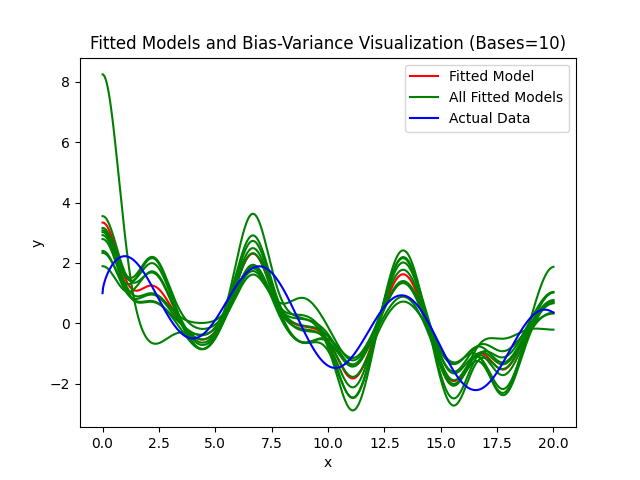 Fitted Models and Bias-Variance Visualization (Bases=10)
Fitted Model
All Fitted Models
Actual Data
y
8
6
4
2
0
−2
0.0 2.5 5.0 7.5 10.0 12.5 15.0 17.5 20.0
x